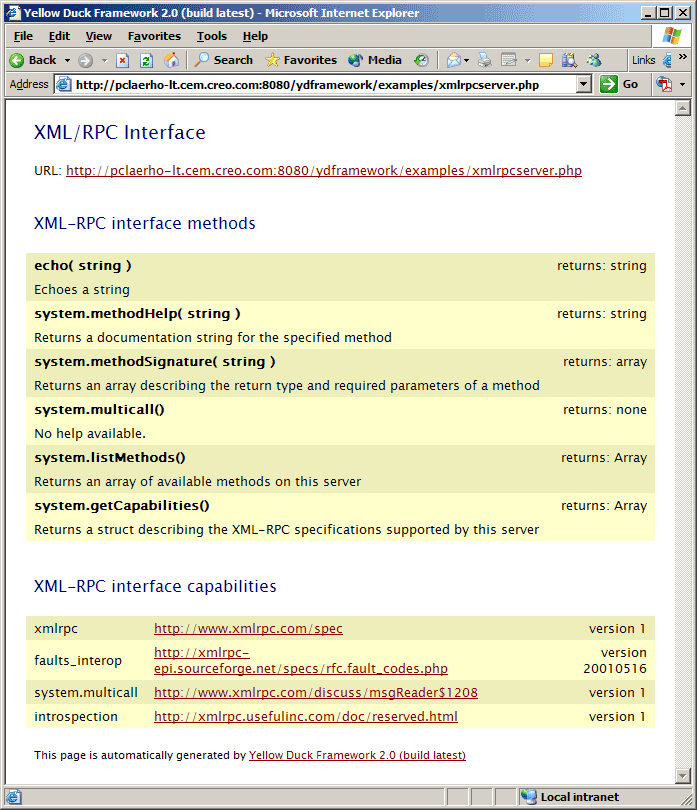 Yellow Duck Framework 2.0 (build latest) - Microsoft Internet Explorer
File Edit View Favorites Tools Help
Back Search Favorites Media Links »
Address http://pclaerho-lt.cem.creo.com:8080/ydframework/examples/xmlrpcserver.php Go
XML/RPC Interface
URL: http://pclaerho-lt.cem.creo.com:8080/ydframework/examples/xmlrpcserver.php
XML-RPC interface methods
echo( string ) returns: string
Echoes a string
system.methodHelp( string ) returns: string
Returns a documentation string for the specified method
system.methodSignature( string ) returns: array
Returns an array describing the return type and required parameters of a method
system.multicall() returns: none
No help available.
system.listMethods() returns: Array
Returns an array of available methods on this server
system.getCapabilities() returns: Array
Returns a struct describing the XML-RPC specifications supported by this server
XML-RPC interface capabilities
xmlrpc http://www.xmlrpc.com/spec version 1
faults_interop http://xmlrpc- version
epi.sourceforge.net/specs/rfc.fault_codes.php 20010516
system.multicall http://www.xmlrpc.com/discuss/msgReader$1208 version 1
introspection http://xmlrpc.usefulinc.com/doc/reserved.html version 1
This page is automatically generated by Yellow Duck Framework 2.0 (build latest)
Local intranet